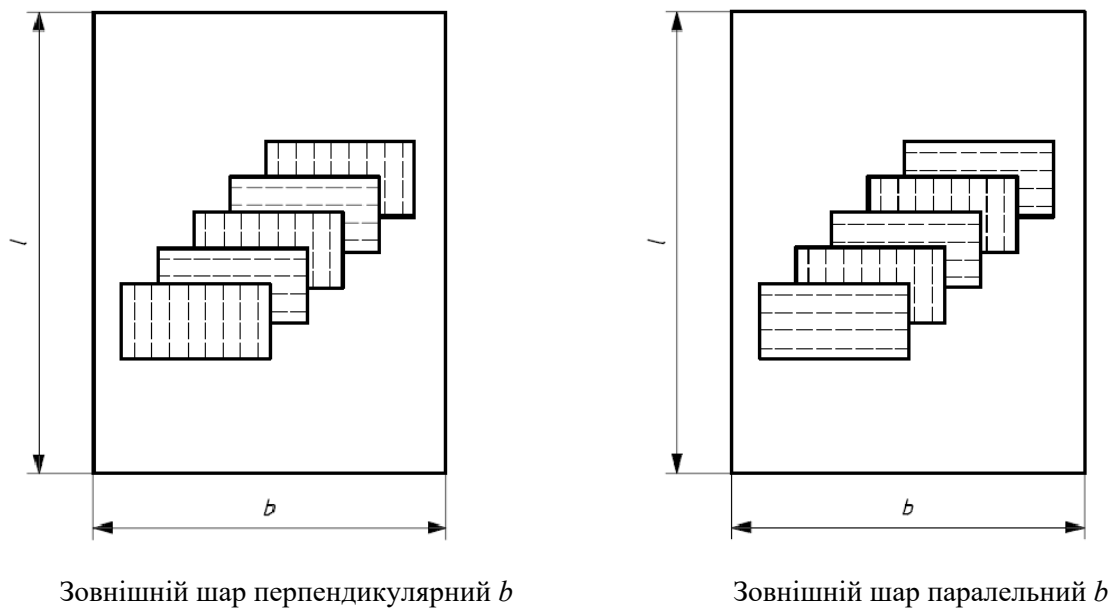 l
l
b
b
Зовнішній шар перпендикулярний b
Зовнішній шар паралельний b